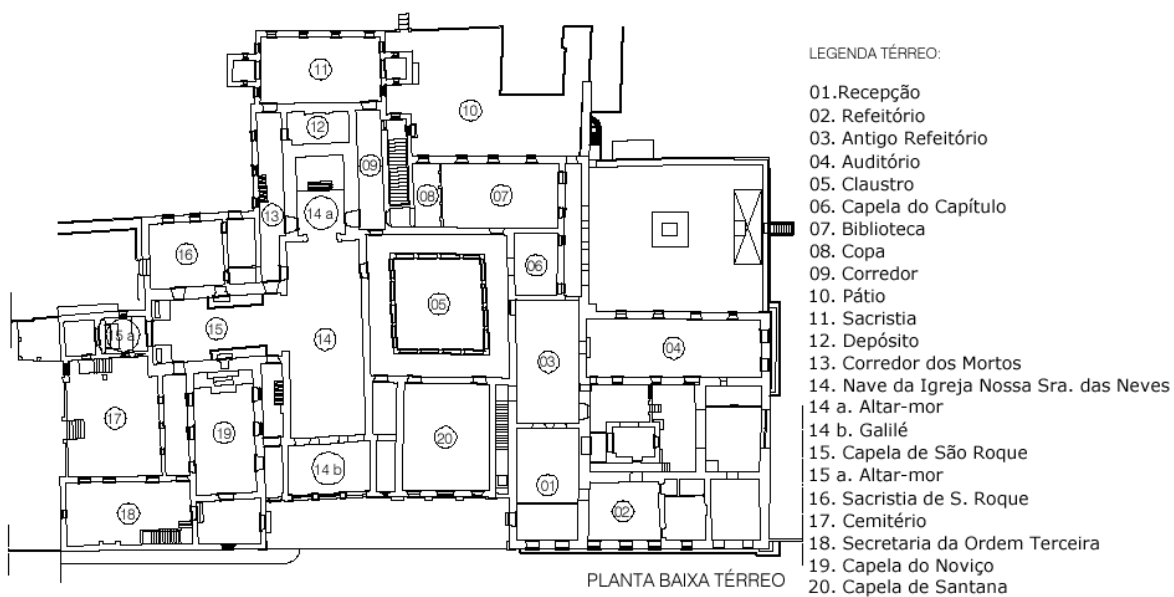 11
12
10
09
14 a
13
08
07
16
06
05
15
14
15 a
04
03
17
19
20
14 b
01
18
02
PLANTA BAIXA TÉRREO
LEGENDA TÉRREO:
01.Recepção
02. Refeitório
03. Antigo Refeitório
04. Auditório
05. Claustro
06. Capela do Capítulo
07. Biblioteca
08. Copa
09. Corredor
10. Pátio
11. Sacristia
12. Depósito
13. Corredor dos Mortos
14. Nave da Igreja Nossa Sra. das Neves
14 a. Altar-mor
14 b. Galilé
15. Capela de São Roque
15 a. Altar-mor
16. Sacristia de S. Roque
17. Cemitério
18. Secretaria da Ordem Terceira
19. Capela do Noviço
20. Capela de Santana